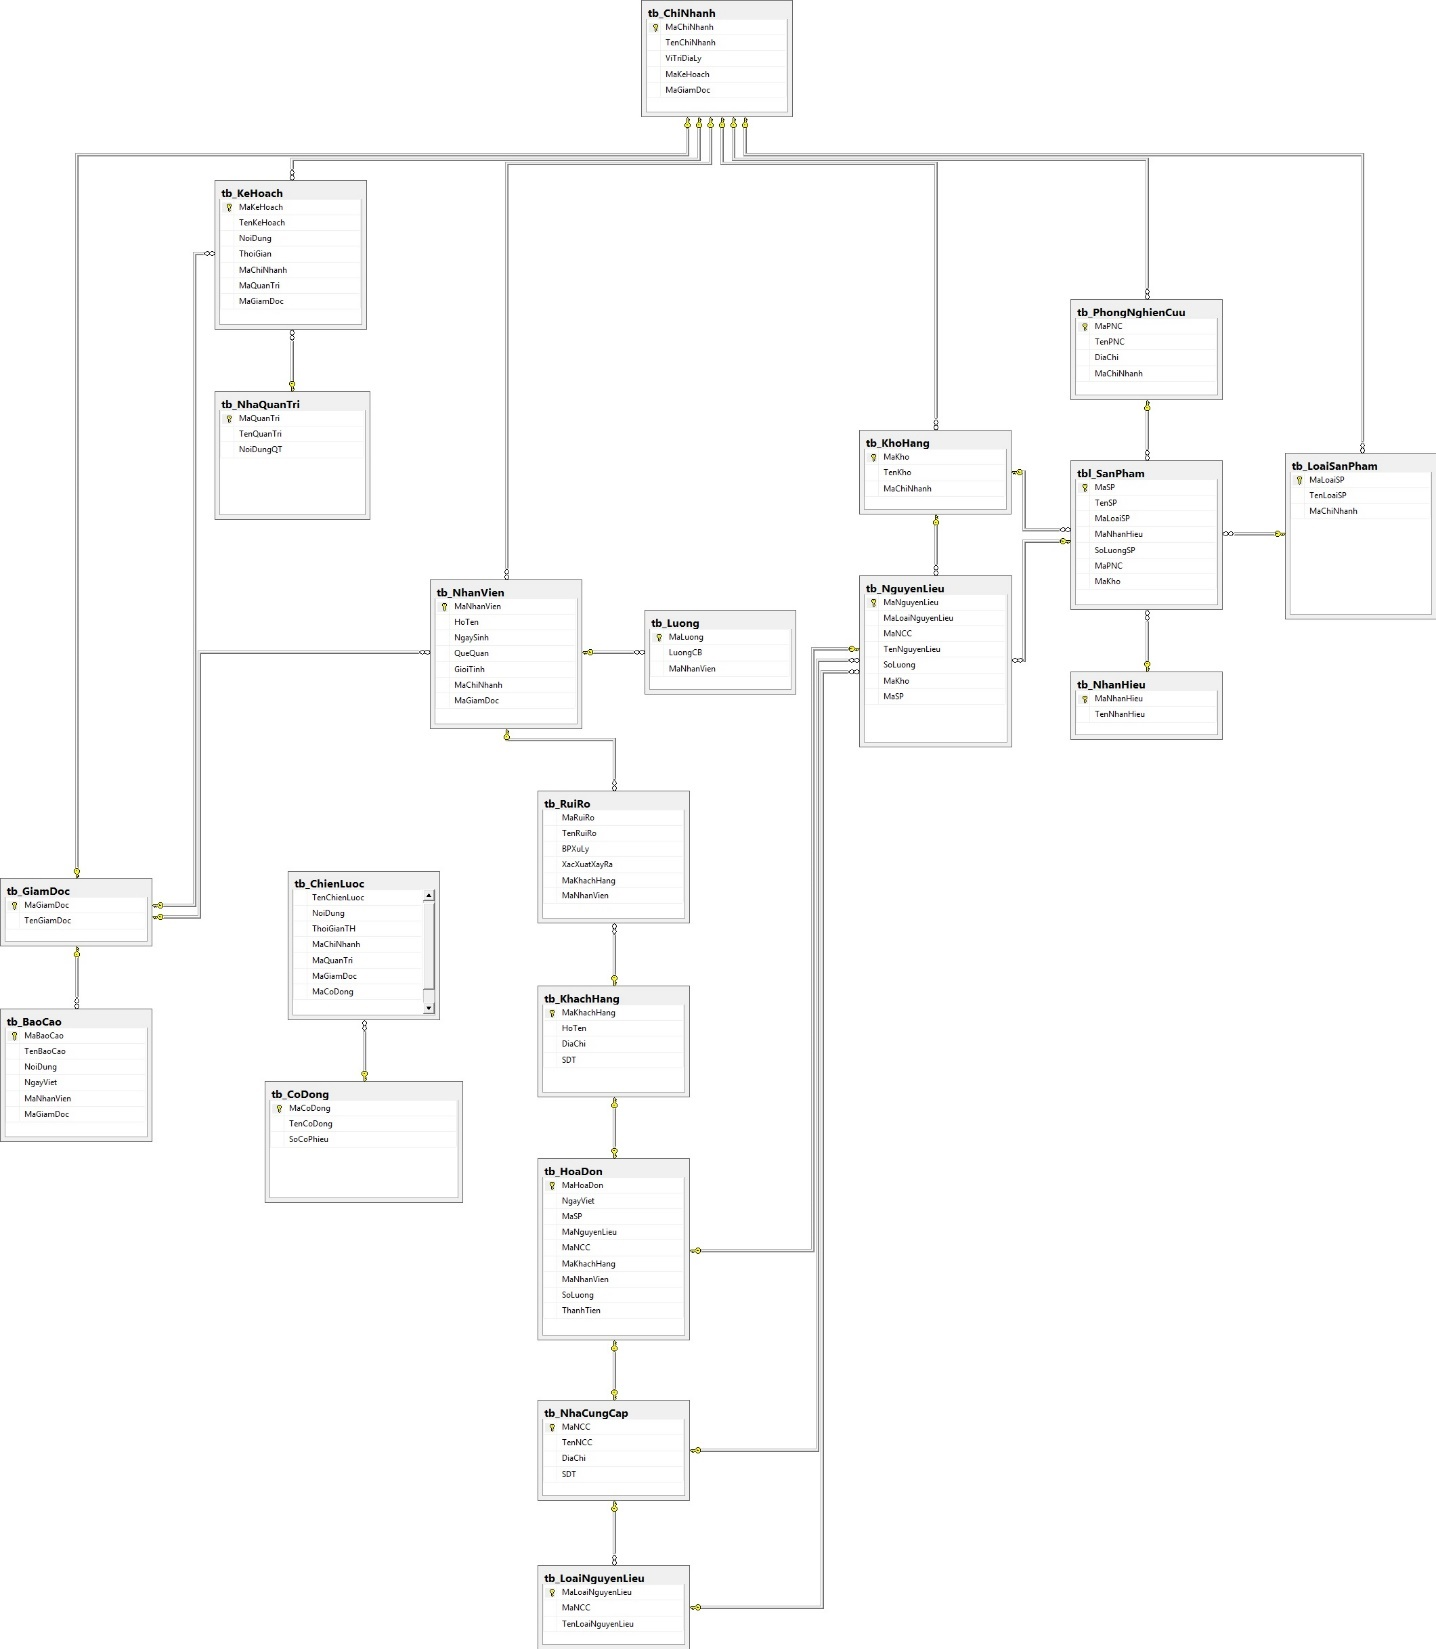 tb_ChiNhanh
MaChiNhanh
TenChiNhanh
ViTriDiaLy
MaKeHoach
MaGiamDoc
tb_KeHoach
MaKeHoach
TenKeHoach
NoiDung
ThoiGian
MaChiNhanh
MaQuanTri
MaGiamDoc
tb_NhaQuanTri
MaQuanTri
TenQuanTri
NoiDungQT
tb_PhongNghienCuu
MaPNC
TenPNC
DiaChi
MaChiNhanh
tb_KhoHang
MaKho
TenKho
MaChiNhanh
tbl_SanPham
MaSP
TenSP
MaLoaiSP
MaNhanHieu
SoLuongSP
MaPNC
MaKho
tb_LoaiSanPham
MaLoaiSP
TenLoaiSP
MaChiNhanh
tb_NhanVien
MaNhanVien
HoTen
NgaySinh
QueQuan
GioiTinh
MaChiNhanh
MaGiamDoc
tb_Luong
MaLuong
LuongCB
MaNhanVien
tb_NguyenLieu
MaNguyenLieu
MaLoaiNguyenLieu
MaNCC
TenNguyenLieu
SoLuong
MaKho
MaSP
tb_NhanHieu
MaNhanHieu
TenNhanHieu
tb_RuiRo
MaRuiRo
TenRuiRo
BPXuLy
XacXuatXayRa
MaKhachHang
MaNhanVien
tb_GiamDoc
MaGiamDoc
TenGiamDoc
tb_ChienLuoc
TenChienLuoc
NoiDung
ThoiGianTH
MaChiNhanh
MaQuanTri
MaGiamDoc
MaCoDong
tb_BaoCao
MaBaoCao
TenBaoCao
NoiDung
NgayViet
MaNhanVien
MaGiamDoc
tb_CoDong
MaCoDong
TenCoDong
SoCoPhieu
tb_KhachHang
MaKhachHang
HoTen
DiaChi
SDT
tb_HoaDon
MaHoaDon
NgayViet
MaSP
MaNguyenLieu
MaNCC
MaKhachHang
MaNhanVien
SoLuong
ThanhTien
tb_NhaCungCap
MaNCC
TenNCC
DiaChi
SDT
tb_LoaiNguyenLieu
MaLoaiNguyenLieu
MaNCC
TenLoaiNguyenLieu